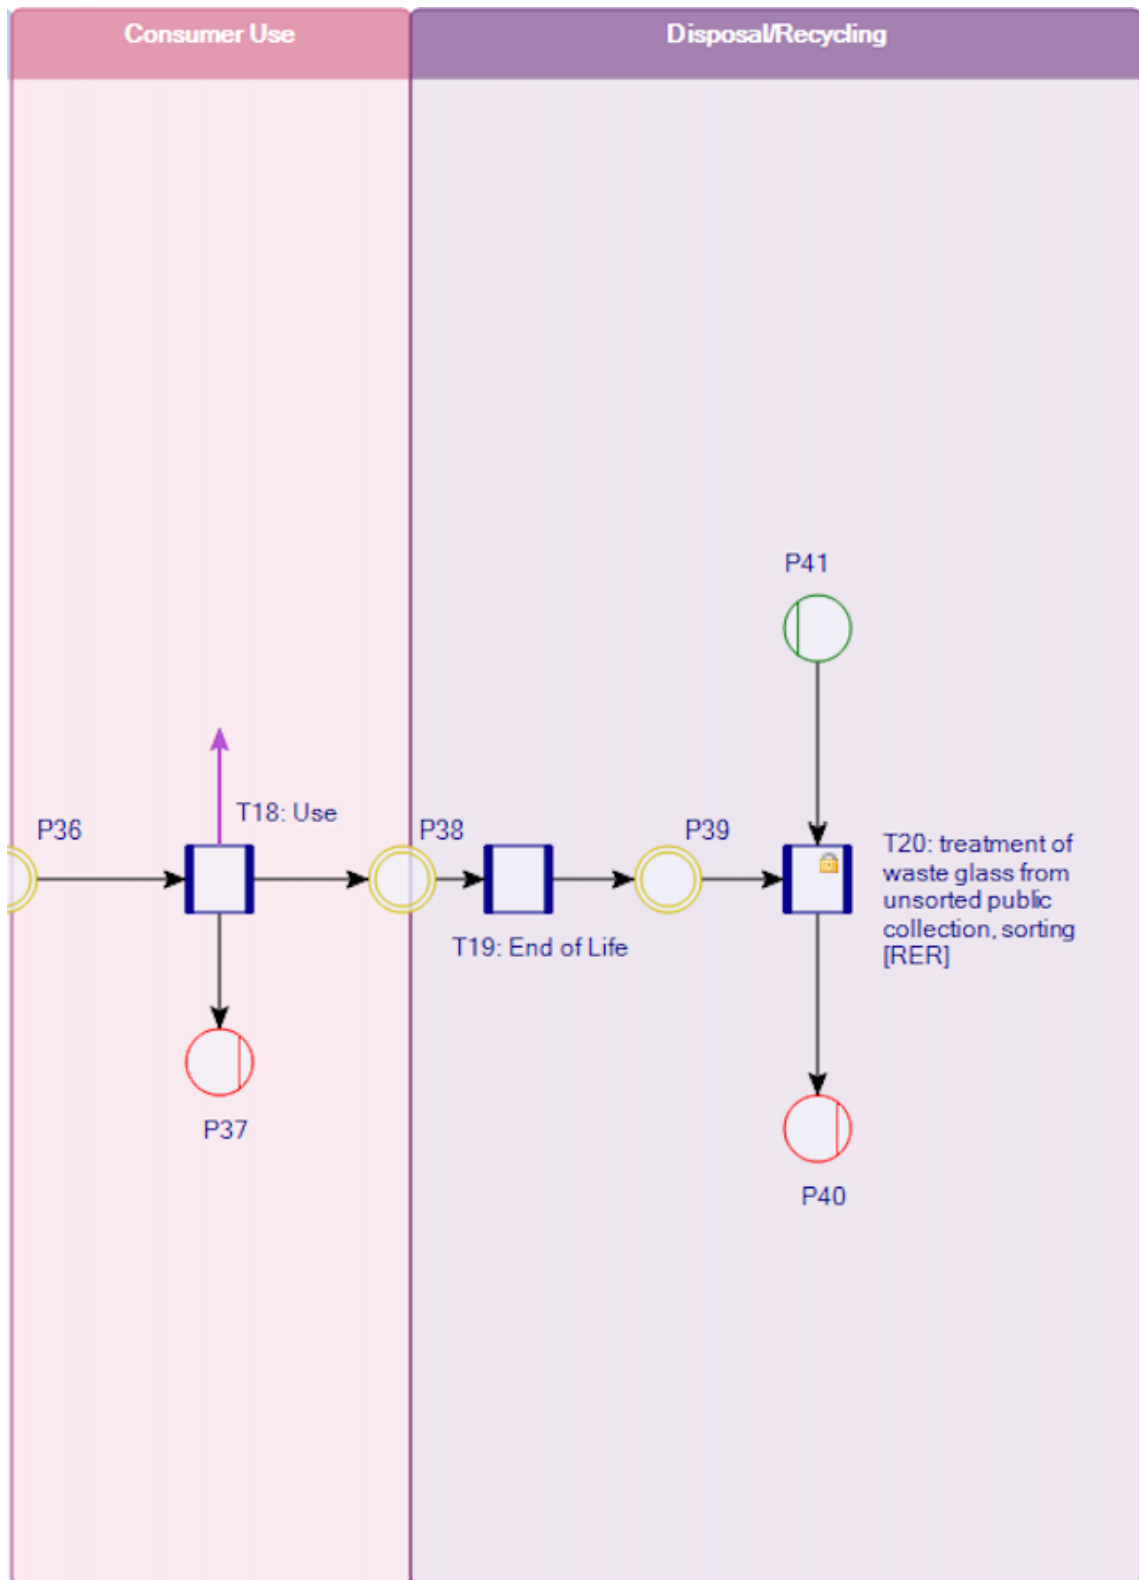 Consumer Use
Disposal/Recycling
P41
T18: Use
P36
P38
P39
T20: treatment of
waste glass from
unsorted public
collection, sorting
[RER]
T19: End of Life
P37
P40